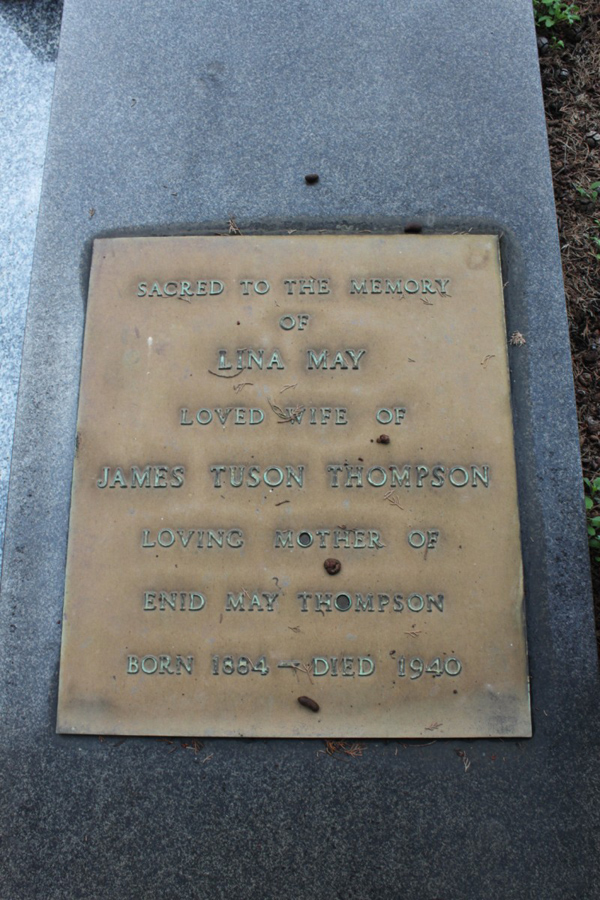 SACRED TO THE MEMORY
OF
LINA MAY
LOVED WIFE OF
JAMES TUSON THOMPSON
LOVING MOTHER OF
ENID MAY THOMPSON
BORN 1884 — DIED 1940